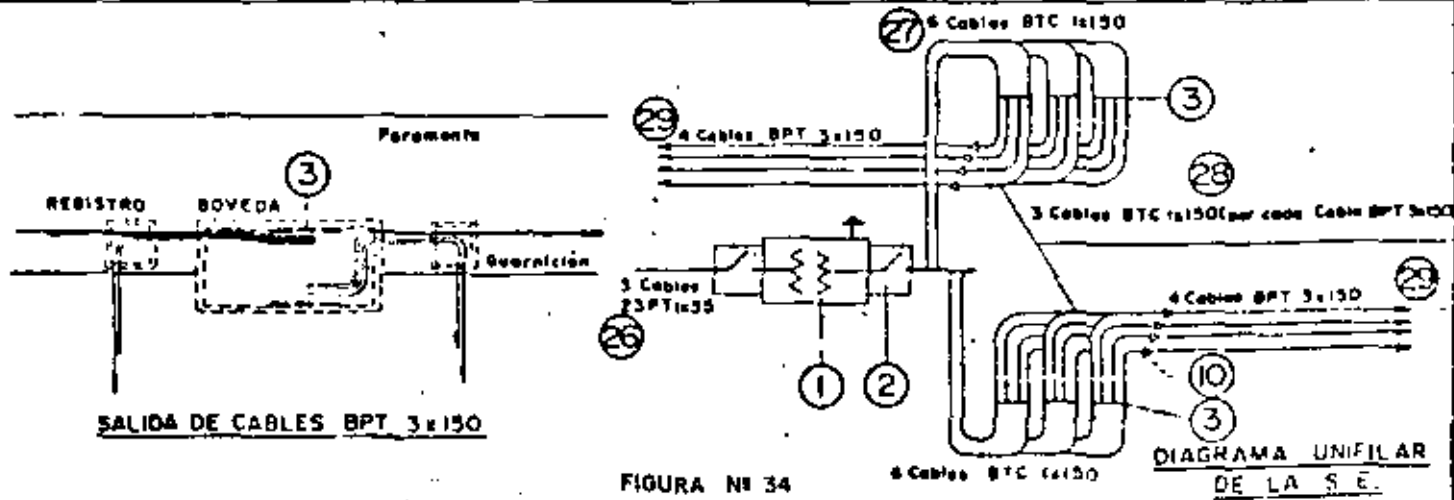 Paramento
3
REGISTRO
BOVEDA
Guarnición
SALIDA DE CABLES BPT 3x150
27
6 Cables BTC 1x150
3
29
4 Cables BPT 3x150
28
3 Cables BTC 1x150(por cada Cable BPT 3x150
3 Cables
23PT1x35
26
1
2
4 Cables BPT 3x150
29
10
3
6 Cables BTC 1x150
DIAGRAMA UNIFILAR
DE LA S.E.
FIGURA Nº 34